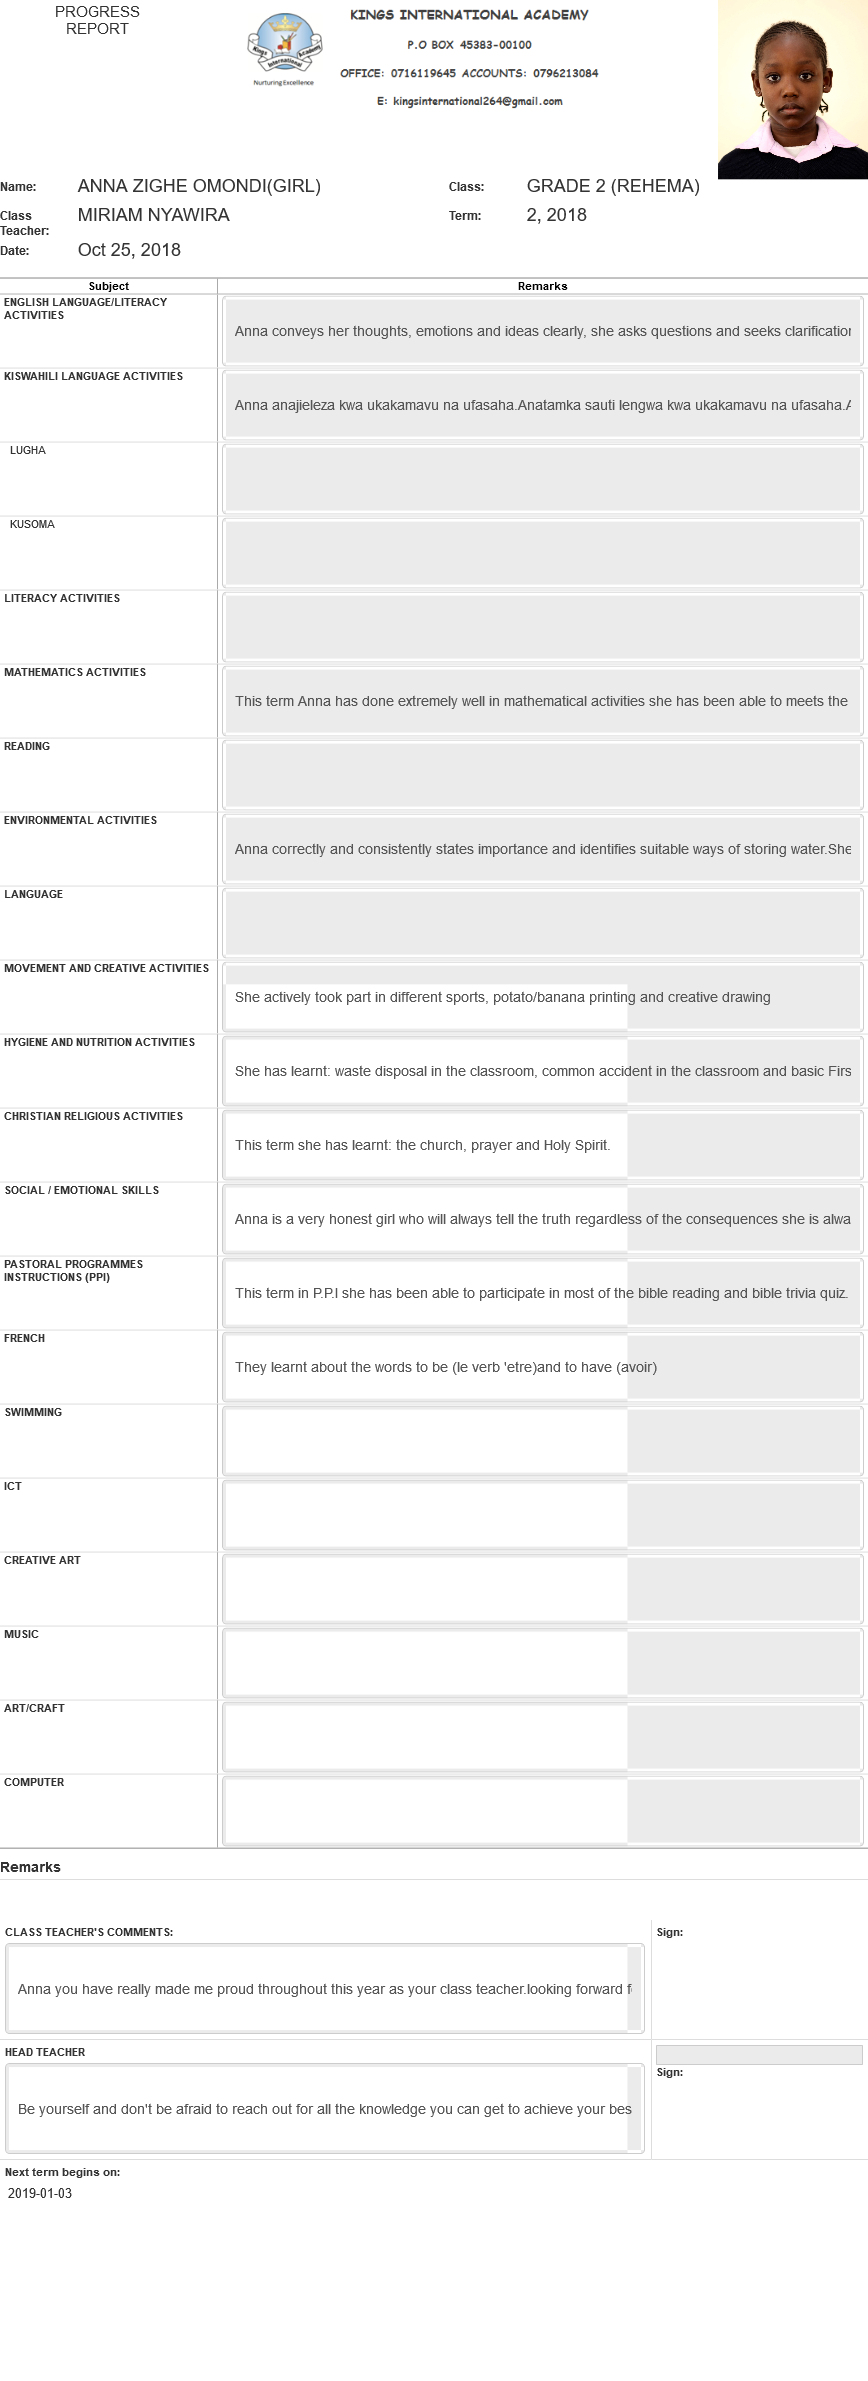 PROGRESS
REPORT
KINGS INTERNATIONAL ACADEMY
P.O BOX 45383-00100
OFFICE: 0716119645 ACCOUNTS: 0796213084
E: kingsinternational264@gmail.com
Kings International Academy
Nurturing Excellence
Name: ANNA ZIGHE OMONDI(GIRL) Class: GRADE 2 (REHEMA)
Class Teacher: MIRIAM NYAWIRA Term: 2, 2018
Date: Oct 25, 2018
Subject Remarks
ENGLISH LANGUAGE/LITERACY
ACTIVITIES
Anna conveys her thoughts, emotions and ideas clearly, she asks questions and seeks clarification
KISWAHILI LANGUAGE ACTIVITIES
Anna anajieleza kwa ukakamavu na ufasaha.Anatamka sauti lengwa kwa ukakamavu na ufasaha.A
LUGHA
KUSOMA
LITERACY ACTIVITIES
MATHEMATICS ACTIVITIES
This term Anna has done extremely well in mathematical activities she has been able to meets the
READING
ENVIRONMENTAL ACTIVITIES
Anna correctly and consistently states importance and identifies suitable ways of storing water.She
LANGUAGE
MOVEMENT AND CREATIVE ACTIVITIES
She actively took part in different sports, potato/banana printing and creative drawing
HYGIENE AND NUTRITION ACTIVITIES
She has learnt: waste disposal in the classroom, common accident in the classroom and basic Firs
CHRISTIAN RELIGIOUS ACTIVITIES
This term she has learnt: the church, prayer and Holy Spirit.
SOCIAL / EMOTIONAL SKILLS
Anna is a very honest girl who will always tell the truth regardless of the consequences she is alwa
PASTORAL PROGRAMMES
INSTRUCTIONS (PPI)
This term in P.P.I she has been able to participate in most of the bible reading and bible trivia quiz.
FRENCH
They learnt about the words to be (le verb 'etre)and to have (avoir)
SWIMMING
ICT
CREATIVE ART
MUSIC
ART/CRAFT
COMPUTER
Remarks
CLASS TEACHER'S COMMENTS: Sign:
Anna you have really made me proud throughout this year as your class teacher.looking forward f
HEAD TEACHER
Sign:
Be yourself and don't be afraid to reach out for all the knowledge you can get to achieve your bes
Next term begins on:
2019-01-03